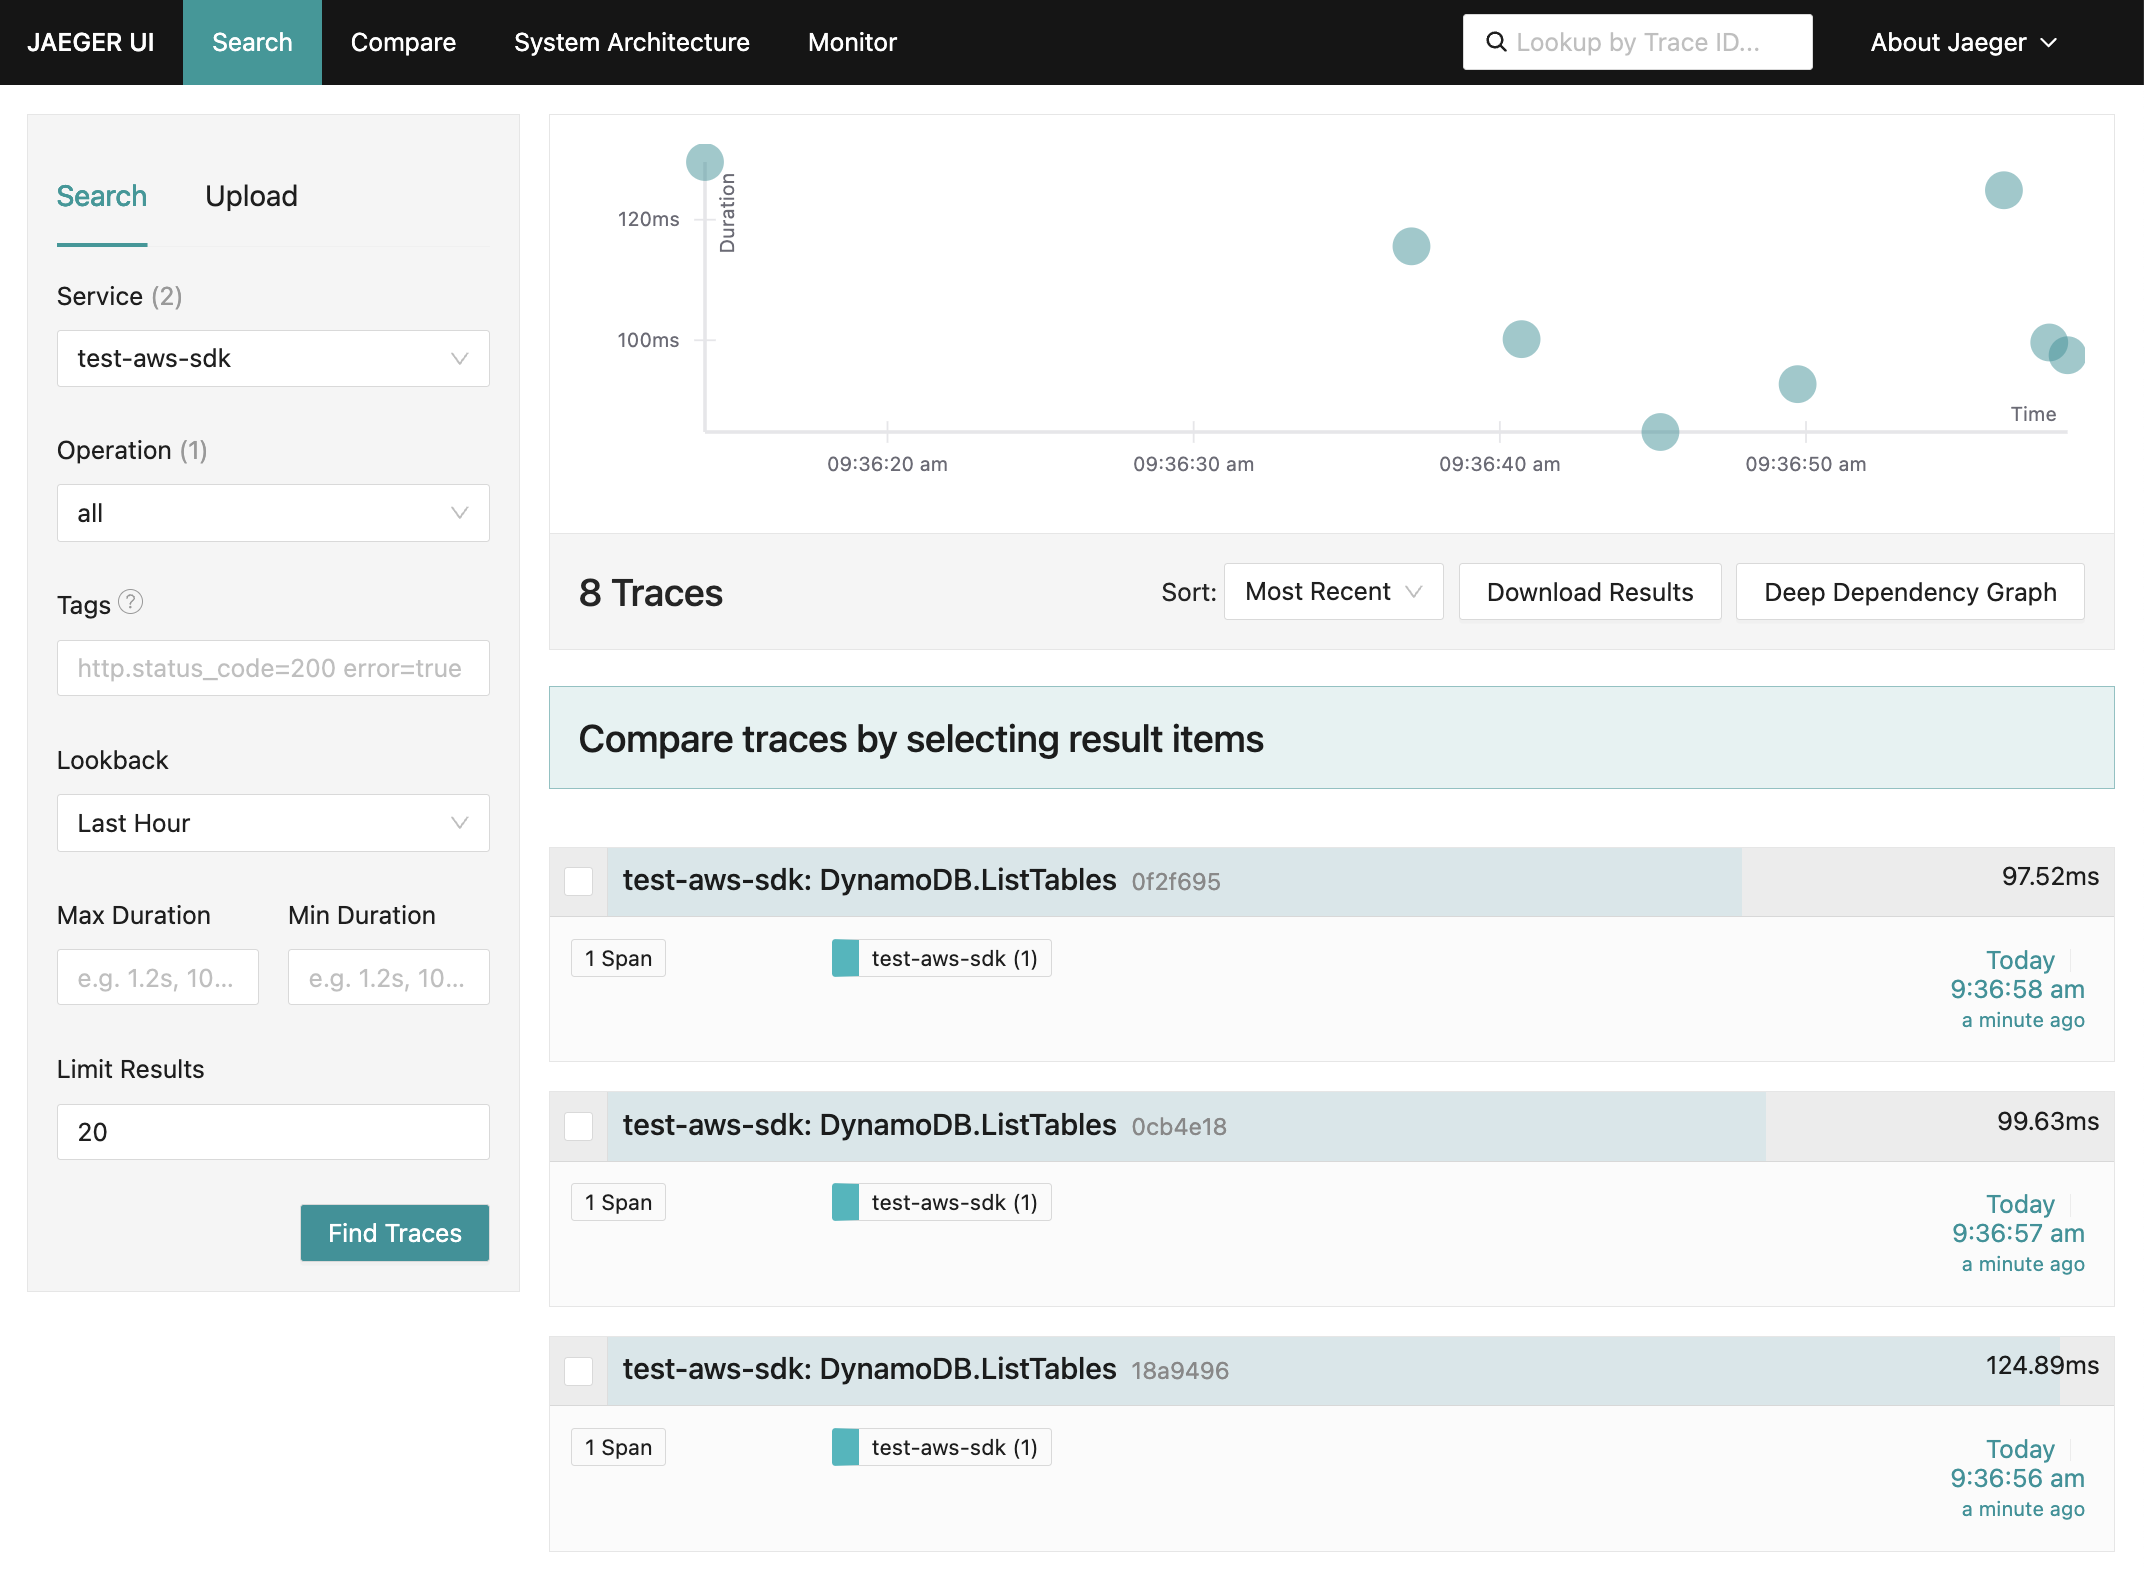 JAEGER UI Search Compare System Architecture Monitor Lookup by Trace ID... About Jaeger
Search Upload
Service (2)
test-aws-sdk
Operation (1)
all
Tags ?
http.status_code=200 error=true
Lookback
Last Hour
Max Duration Min Duration
e.g. 1.2s, 10... e.g. 1.2s, 10...
Limit Results
20
Find Traces
Duration
120ms
100ms
Time
09:36:20 am 09:36:30 am 09:36:40 am 09:36:50 am
8 Traces Sort: Most Recent Download Results Deep Dependency Graph
Compare traces by selecting result items
test-aws-sdk: DynamoDB.ListTables 0f2f695 97.52ms
1 Span test-aws-sdk (1) Today
9:36:58 am
a minute ago
test-aws-sdk: DynamoDB.ListTables 0cb4e18 99.63ms
1 Span test-aws-sdk (1) Today
9:36:57 am
a minute ago
test-aws-sdk: DynamoDB.ListTables 18a9496 124.89ms
1 Span test-aws-sdk (1) Today
9:36:56 am
a minute ago